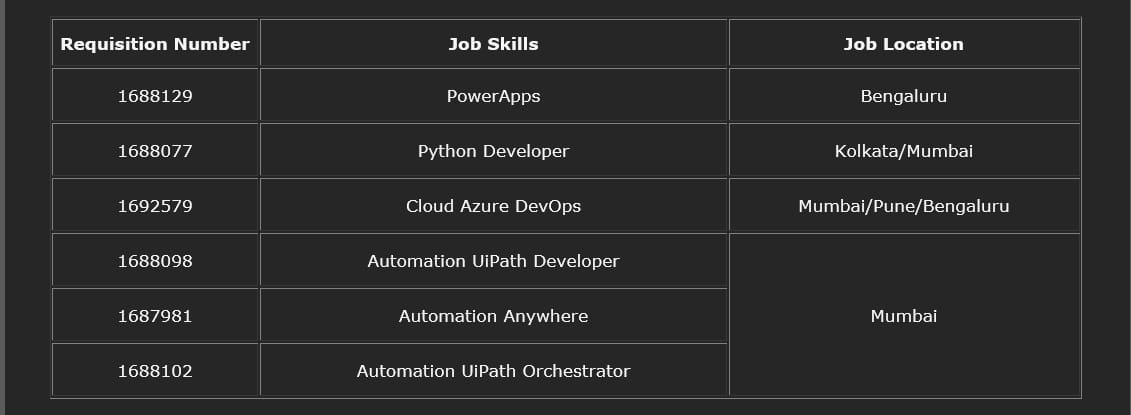 Requisition Number Job Skills Job Location
1688129 PowerApps Bengaluru
1688077 Python Developer Kolkata/Mumbai
1692579 Cloud Azure DevOps Mumbai/Pune/Bengaluru
1688098 Automation UiPath Developer
1687981 Automation Anywhere Mumbai
1688102 Automation UiPath Orchestrator